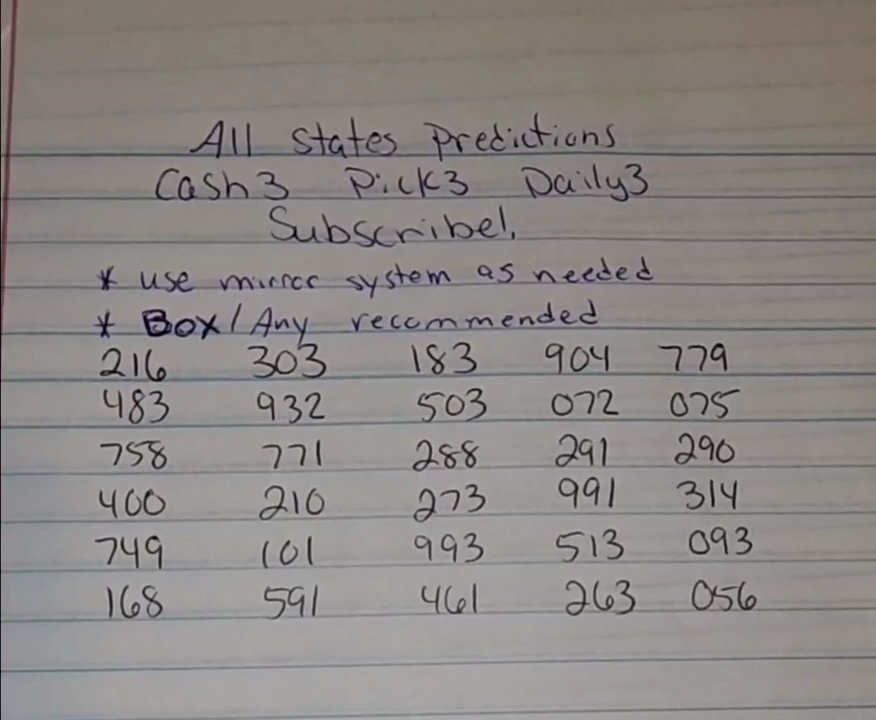 All States Predictions
Cash3 Pick3 Daily3
Subscribe!.
* use mirror system as needed
* Box/Any recommended
216 303 183 904 779
483 932 503 072 075
758 771 288 291 290
400 210 273 991 314
749 101 993 513 093
168 591 461 263 056